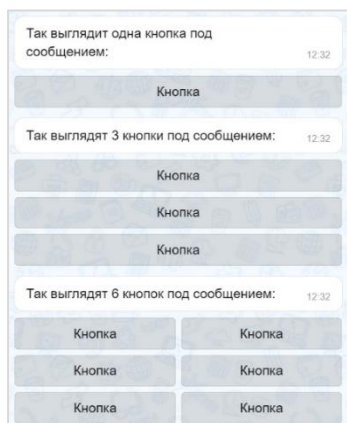 Так выглядит одна кнопка под
сообщением:
12:32
Кнопка
Так выглядят 3 кнопки под сообщением:
12:32
Кнопка
Кнопка
Кнопка
Так выглядят 6 кнопок под сообщением:
12:32
Кнопка Кнопка
Кнопка Кнопка
Кнопка Кнопка